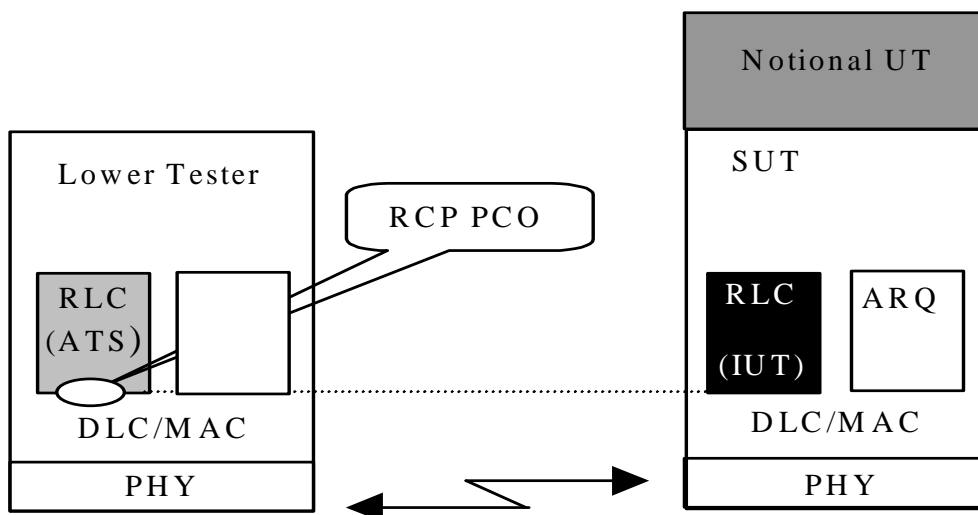 Notional UT
Lower Tester
SUT
RCP PCO
RLC
(ATS)
RLC
(IUT)
ARQ
DLC/MAC
DLC/MAC
PHY
PHY